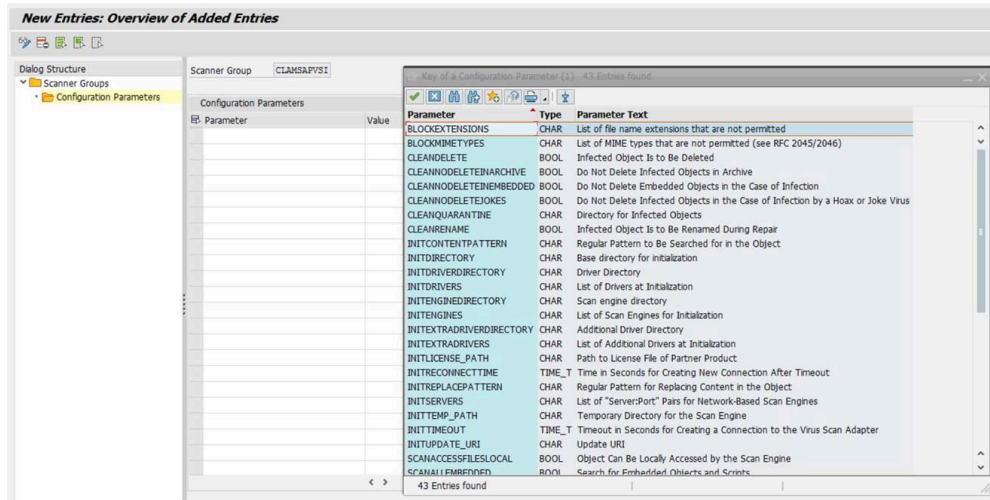 New Entries: Overview of Added Entries
Dialog Structure
Scanner Groups
Configuration Parameters
Scanner Group CLAMSAPVSI
Configuration Parameters
Parameter Value
Key of a Configuration Parameter (1) 43 Entries found
Parameter Type Parameter Text
BLOCKEXTENSIONS CHAR List of file name extensions that are not permitted
BLOCKMIMETYPES CHAR List of MIME types that are not permitted (see RFC 2045/2046)
CLEANDELETE BOOL Infected Object Is to Be Deleted
CLEANNODELETEINARCHIVE BOOL Do Not Delete Infected Objects in Archive
CLEANNODELETEINEMBEDDED BOOL Do Not Delete Embedded Objects in the Case of Infection
CLEANNODELETEJOKES BOOL Do Not Delete Infected Objects in the Case of Infection by a Hoax or Joke Virus
CLEANQUARANTINE CHAR Directory for Infected Objects
CLEANRENAME BOOL Infected Object Is to Be Renamed During Repair
INITCONTENTPATTERN CHAR Regular Pattern to Be Searched for in the Object
INITDIRECTORY CHAR Base directory for initialization
INITDRIVERDIRECTORY CHAR Driver Directory
INITDRIVERS CHAR List of Drivers at Initialization
INITENGINEDIRECTORY CHAR Scan engine directory
INITENGINES CHAR List of Scan Engines for Initialization
INITEXTRADRIVERDIRECTORY CHAR Additional Driver Directory
INITEXTRADRIVERS CHAR List of Additional Drivers at Initialization
INITLICENSE_PATH CHAR Path to License File of Partner Product
INITRECONNECTTIME TIME_T Time in Seconds for Creating New Connection After Timeout
INITREPLACEPATTERN CHAR Regular Pattern for Replacing Content in the Object
INITSERVERS CHAR List of "Server:Port" Pairs for Network-Based Scan Engines
INITTEMP_PATH CHAR Temporary Directory for the Scan Engine
INITTIMEOUT TIME_T Timeout in Seconds for Creating a Connection to the Virus Scan Adapter
INITUPDATE_URI CHAR Update URI
SCANACCESSFILESLOCAL BOOL Object Can Be Locally Accessed by the Scan Engine
SCANALLEMBEDDED BOOL Search for Embedded Objects and Scripts
43 Entries found